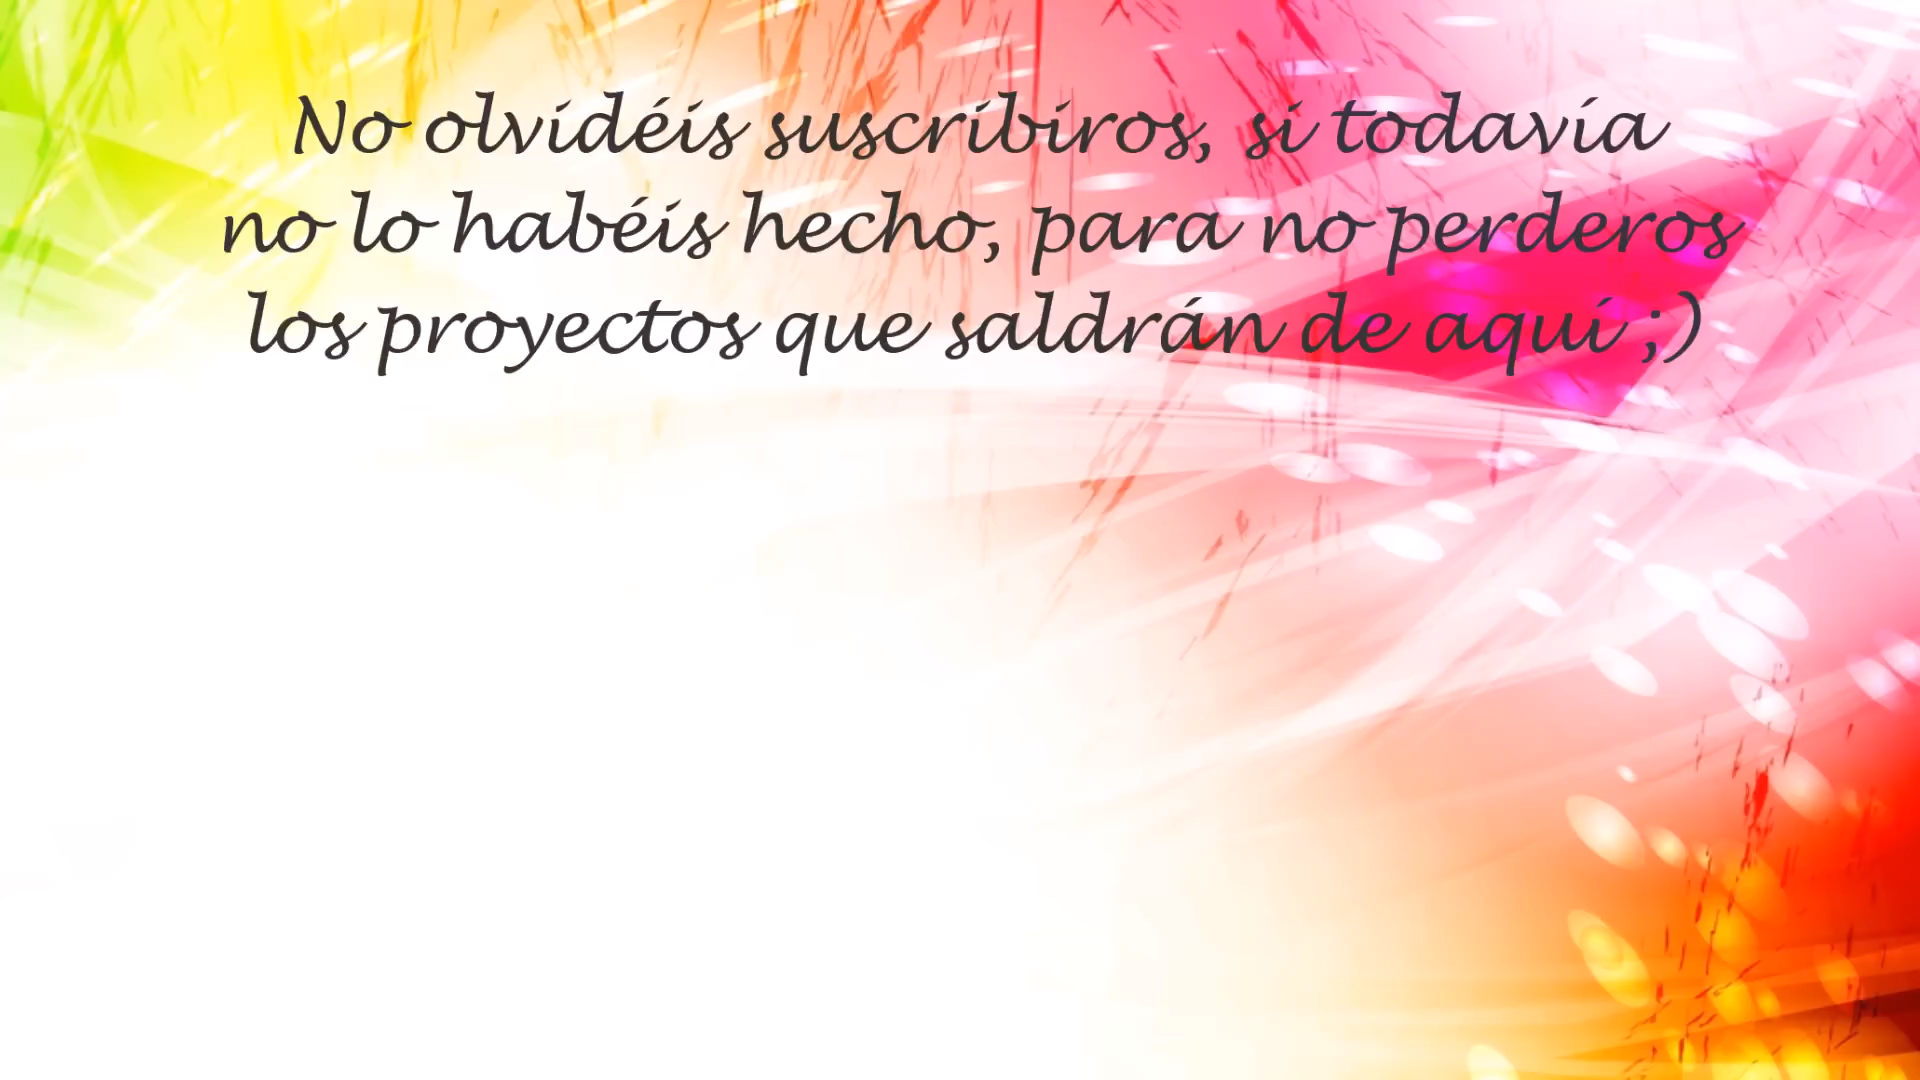 No olvidéis suscribiros, si todavía
no lo habéis hecho, para no perderos
los proyectos que saldrán de aquí ;)